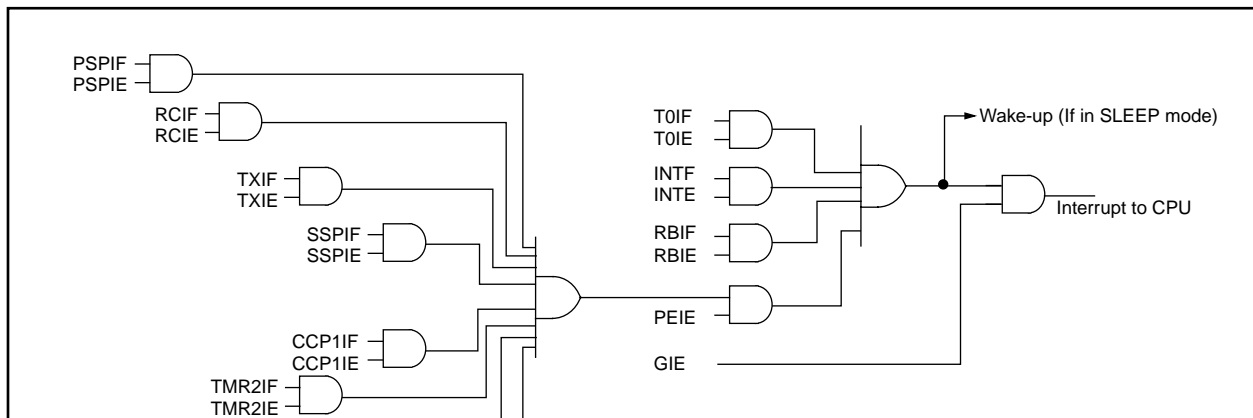 PSPIF
PSPIE
RCIF
RCIE
TXIF
TXIE
SSPIF
SSPIE
CCP1IF
CCP1IE
TMR2IF
TMR2IE
T0IF
T0IE
INTF
INTE
RBIF
RBIE
PEIE
GIE
Wake-up (If in SLEEP mode)
Interrupt to CPU